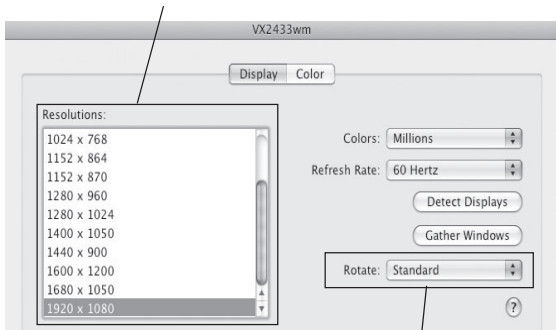 VX2433wm
Display Color
Resolutions:
1024 x 768
1152 x 864
1152 x 870
1280 x 960
1280 x 1024
1400 x 1050
1440 x 900
1600 x 1200
1680 x 1050
1920 x 1080
Colors: Millions
Refresh Rate: 60 Hertz
Detect Displays
Gather Windows
Rotate: Standard
?